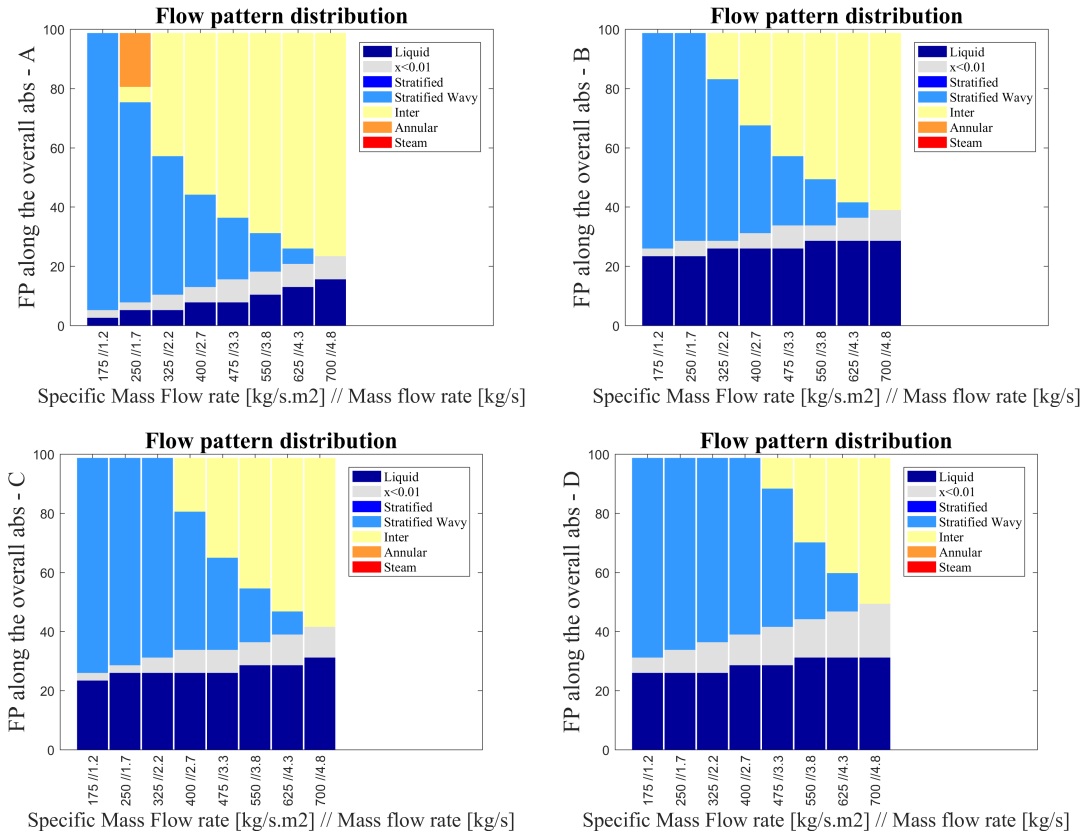 Flow pattern distribution
FP along the overall abs - A
100
80
60
40
20
0
Liquid
x<0.01
Stratified
Stratified Wavy
Inter
Annular
Steam
175 //1.2
250 //1.7
325 //2.2
400 //2.7
475 //3.3
550 //3.8
625 //4.3
700 //4.8
Specific Mass Flow rate [kg/s.m2] // Mass flow rate [kg/s]
Flow pattern distribution
FP along the overall abs - B
100
80
60
40
20
0
Liquid
x<0.01
Stratified
Stratified Wavy
Inter
Annular
Steam
175 //1.2
250 //1.7
325 //2.2
400 //2.7
475 //3.3
550 //3.8
625 //4.3
700 //4.8
Specific Mass Flow rate [kg/s.m2] // Mass flow rate [kg/s]
Flow pattern distribution
FP along the overall abs - C
100
80
60
40
20
0
Liquid
x<0.01
Stratified
Stratified Wavy
Inter
Annular
Steam
175 //1.2
250 //1.7
325 //2.2
400 //2.7
475 //3.3
550 //3.8
625 //4.3
700 //4.8
Specific Mass Flow rate [kg/s.m2] // Mass flow rate [kg/s]
Flow pattern distribution
FP along the overall abs - D
100
80
60
40
20
0
Liquid
x<0.01
Stratified
Stratified Wavy
Inter
Annular
Steam
175 //1.2
250 //1.7
325 //2.2
400 //2.7
475 //3.3
550 //3.8
625 //4.3
700 //4.8
Specific Mass Flow rate [kg/s.m2] // Mass flow rate [kg/s]